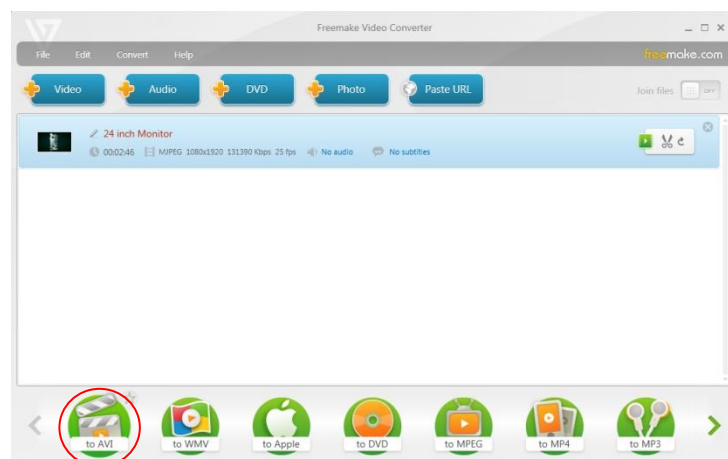 Freemake Video Converter
File Edit Convert Help
freemake.com
Video Audio DVD Photo Paste URL Join files OFF
24 inch Monitor
00:02:46 MJPEG 1080x1920 131390 Kbps 25 fps No audio No subtitles
to AVI to WMV to Apple to DVD to MPEG to MP4 to MP3